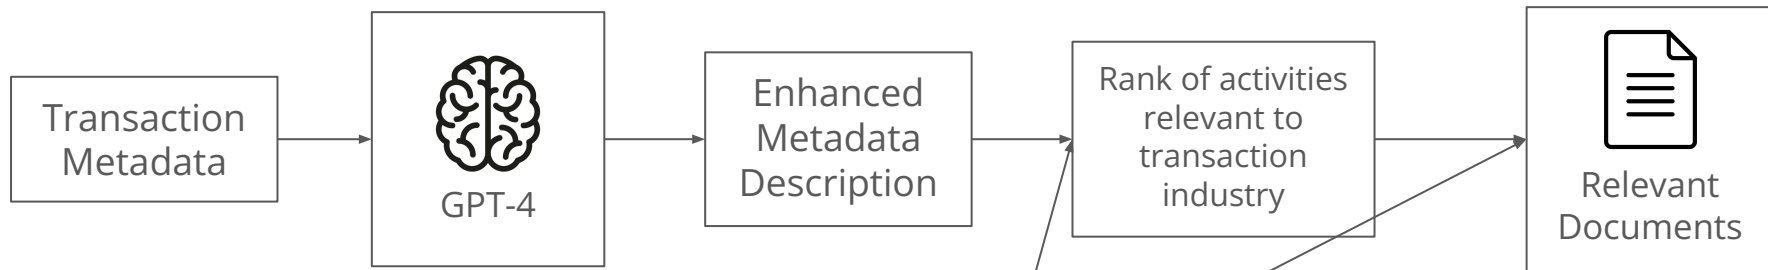 Transaction
Metadata
GPT-4
Enhanced
Metadata
Description
Rank of activities
relevant to
transaction
industry
Relevant
Documents